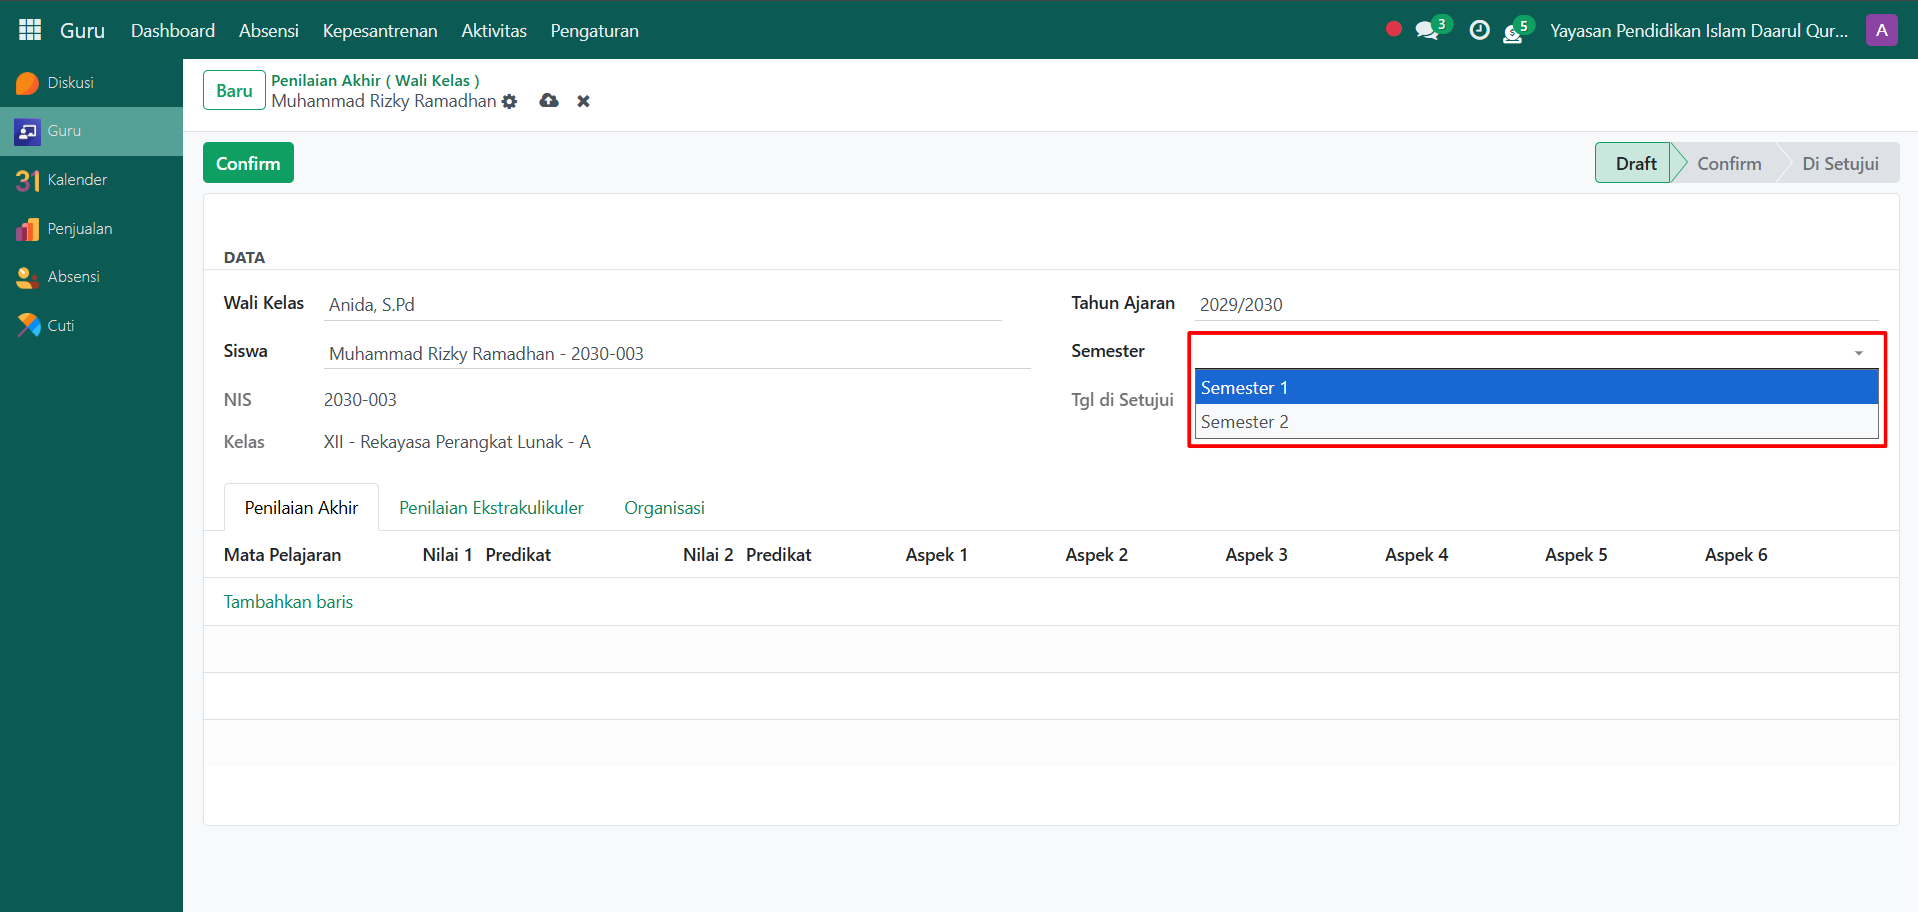 Guru Dashboard Absensi Kepesantrenan Aktivitas Pengaturan 3 5 Yayasan Pendidikan Islam Daarul Qur... A
Diskusi
Guru
31 Kalender
Penjualan
Absensi
Cuti
Baru
Penilaian Akhir ( Wali Kelas )
Muhammad Rizky Ramadhan
Confirm
Draft Confirm Di Setujui
DATA
Wali Kelas Anida, S.Pd
Siswa Muhammad Rizky Ramadhan - 2030-003
NIS 2030-003
Kelas XII - Rekayasa Perangkat Lunak - A
Tahun Ajaran 2029/2030
Semester
Semester 1
Semester 2
Tgl di Setujui
Penilaian Akhir Penilaian Ekstrakulikuler Organisasi
Mata Pelajaran Nilai 1 Predikat Nilai 2 Predikat Aspek 1 Aspek 2 Aspek 3 Aspek 4 Aspek 5 Aspek 6
Tambahkan baris